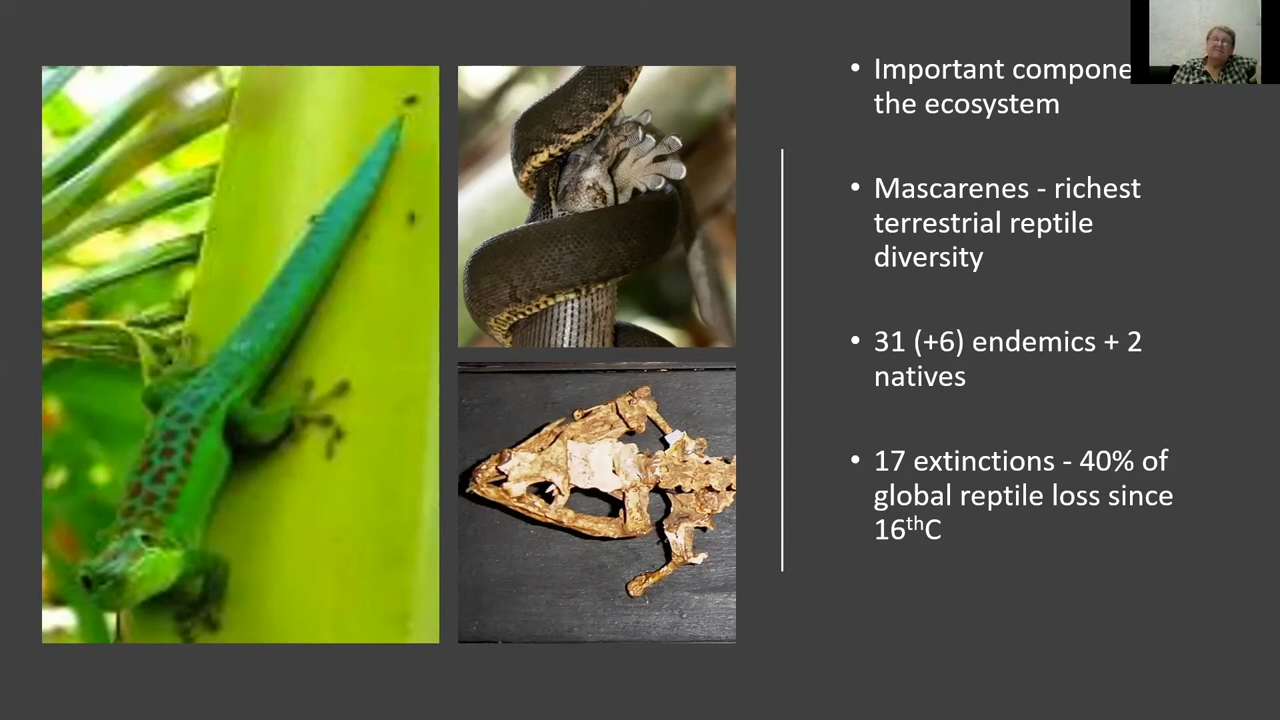 • Important compone
the ecosystem
• Mascarenes - richest
terrestrial reptile
diversity
• 31 (+6) endemics + 2
natives
• 17 extinctions - 40% of
global reptile loss since
16thC